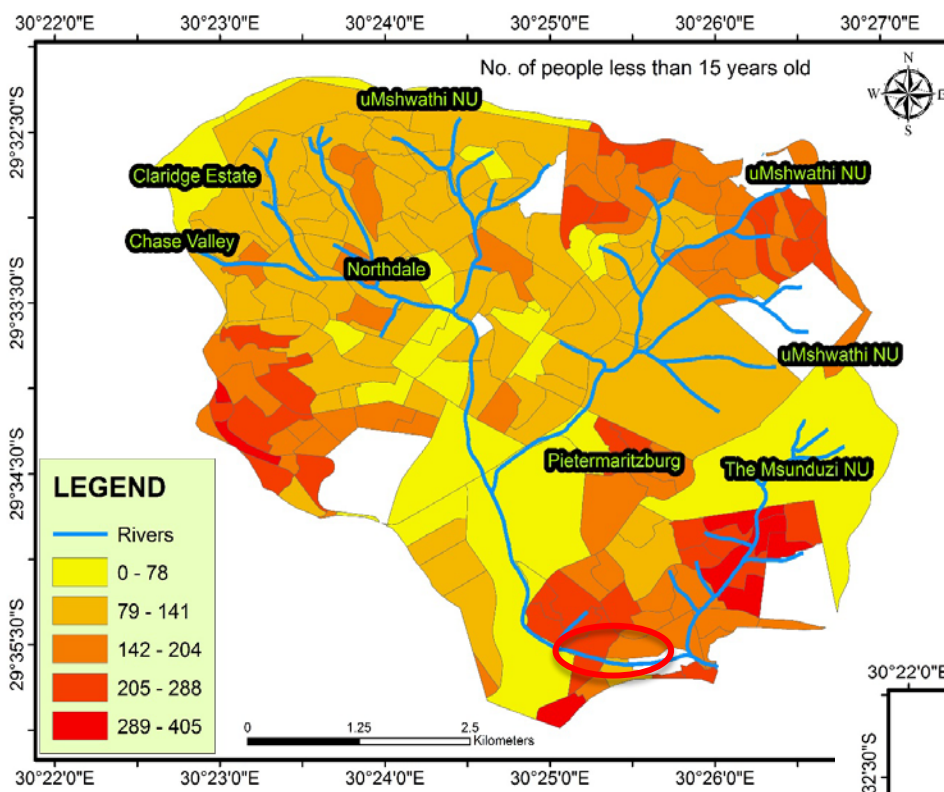 30°22'0"E 30°23'0"E 30°24'0"E 30°25'0"E 30°26'0"E 30°27'0"E
No. of people less than 15 years old
N
W E
S
uMshwathi NU
29°32'30"S
Claridge Estate
uMshwathi NU
Chase Valley
Northdale
29°33'30"S
uMshwathi NU
Pietermaritzburg
The Msunduzi NU
29°34'30"S
LEGEND
Rivers
0 - 78
79 - 141
142 - 204
205 - 288
289 - 405
29°35'30"S
0 1.25 2.5
Kilometers
30°22'0"E 30°23'0"E 30°24'0"E 30°25'0"E 30°26'0"E
30°22'0"E
32'30"S